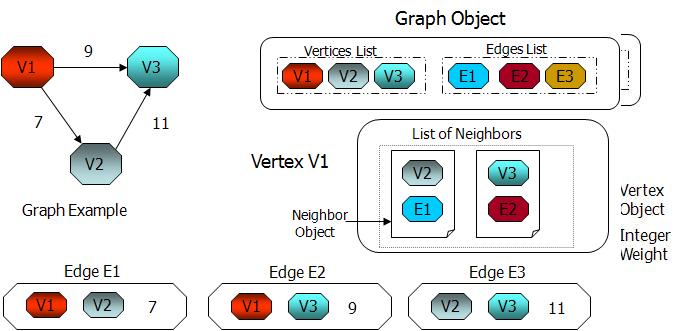 Graph Object
9
V1
V3
7
11
V2
Graph Example
Vertices List
Edges List
V1
V2
V3
E1
E2
E3
List of Neighbors
Vertex V1
V2
V3
E1
E2
Neighbor
Object
Vertex
Object
Integer
Weight
Edge E1
V1
V2
7
Edge E2
V1
V3
9
Edge E3
V2
V3
11